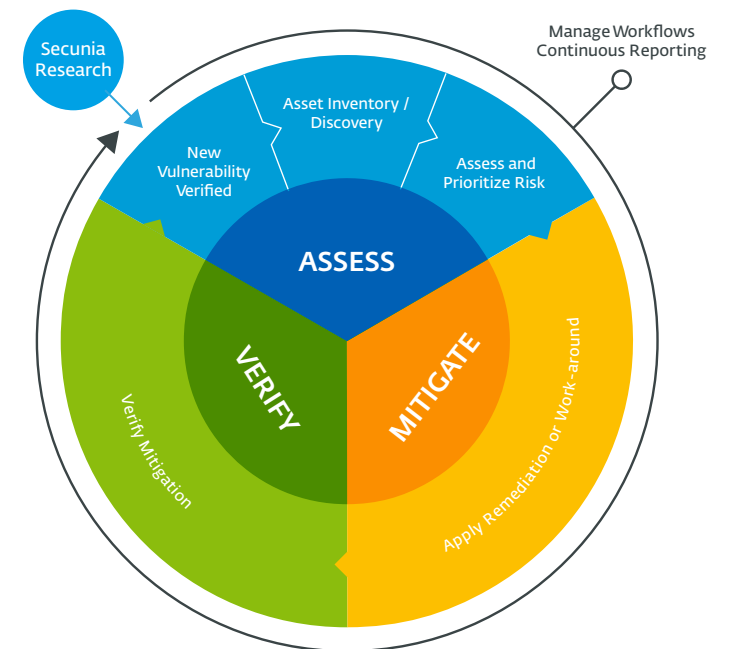 Secunia
Research
Manage Workflows
Continuous Reporting
New
Vulnerability
Verified
Asset Inventory /
Discovery
Assess and
Prioritize Risk
ASSESS
VERIFY
MITIGATE
Verify Mitigation
Apply Remediation or Work-around